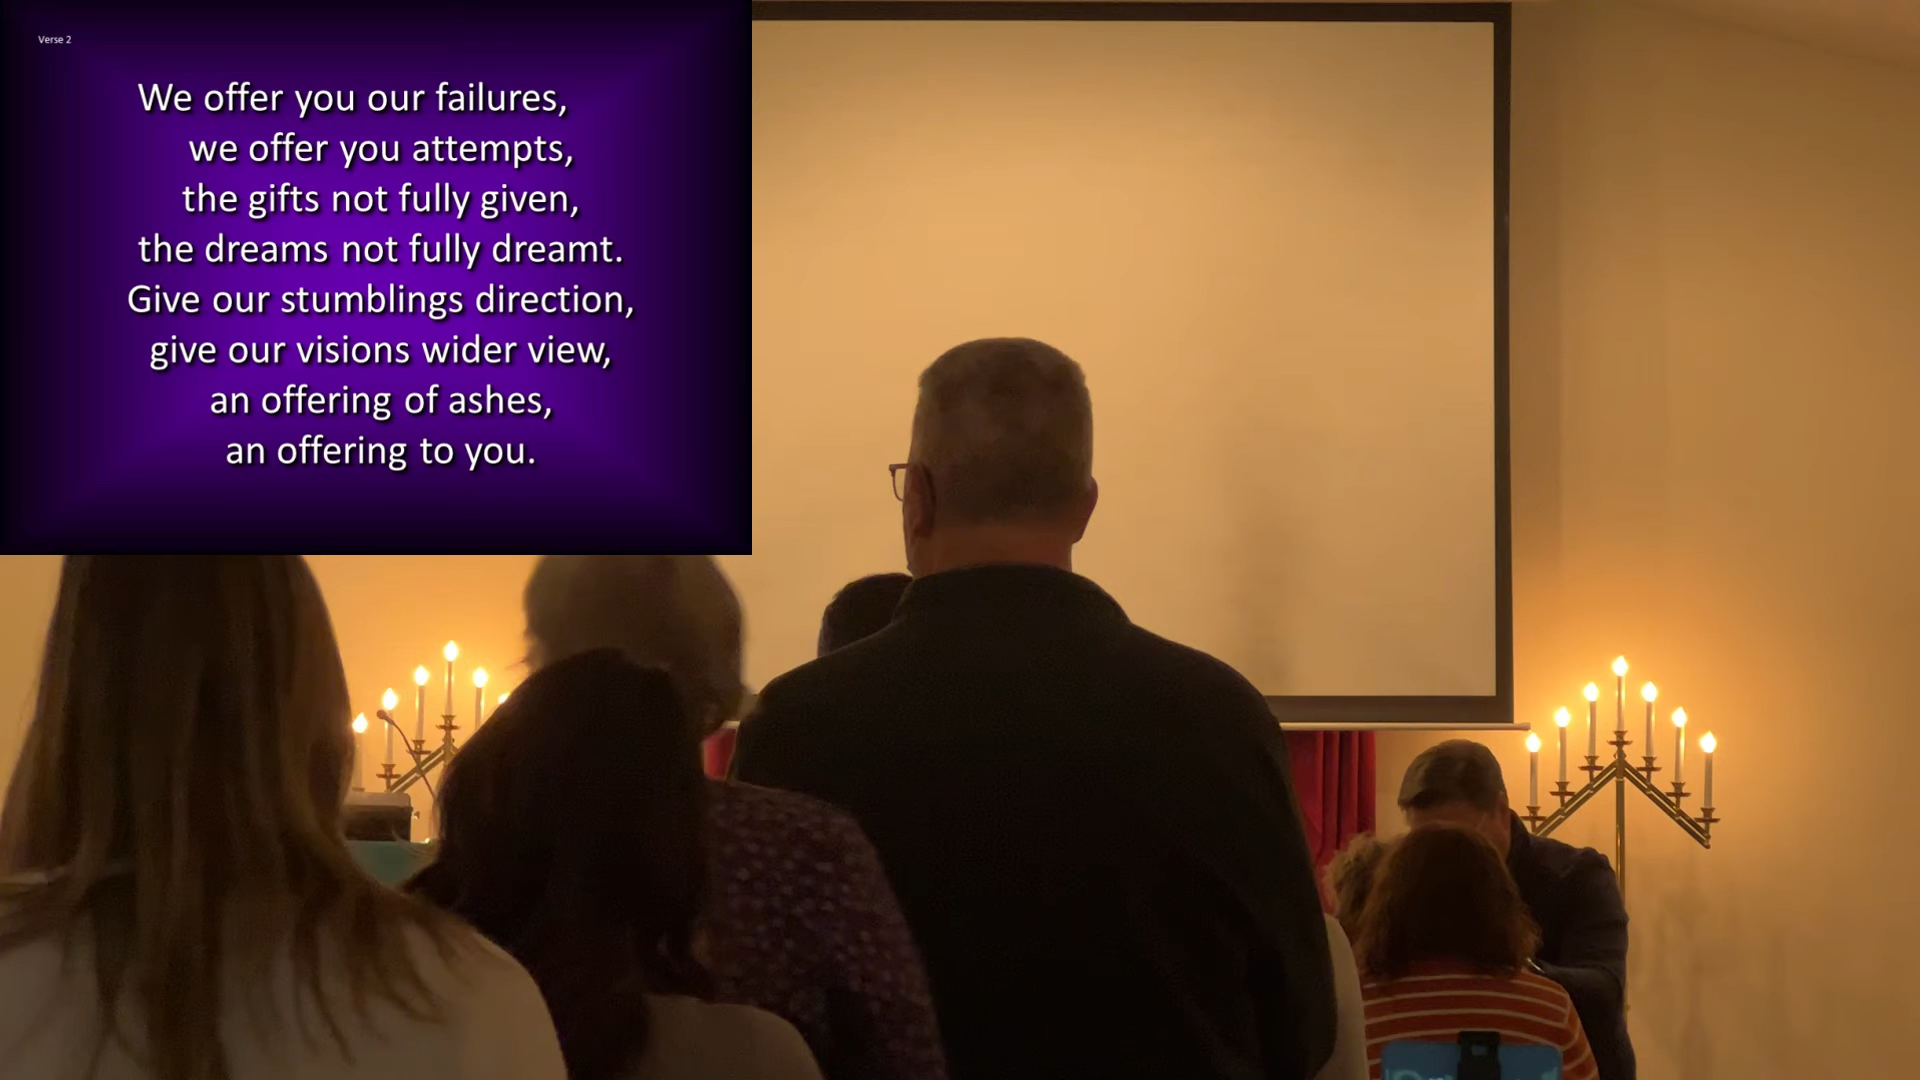 Verse 2
We offer you our failures,
we offer you attempts,
the gifts not fully given,
the dreams not fully dreamt.
Give our stumblings direction,
give our visions wider view,
an offering of ashes,
an offering to you.